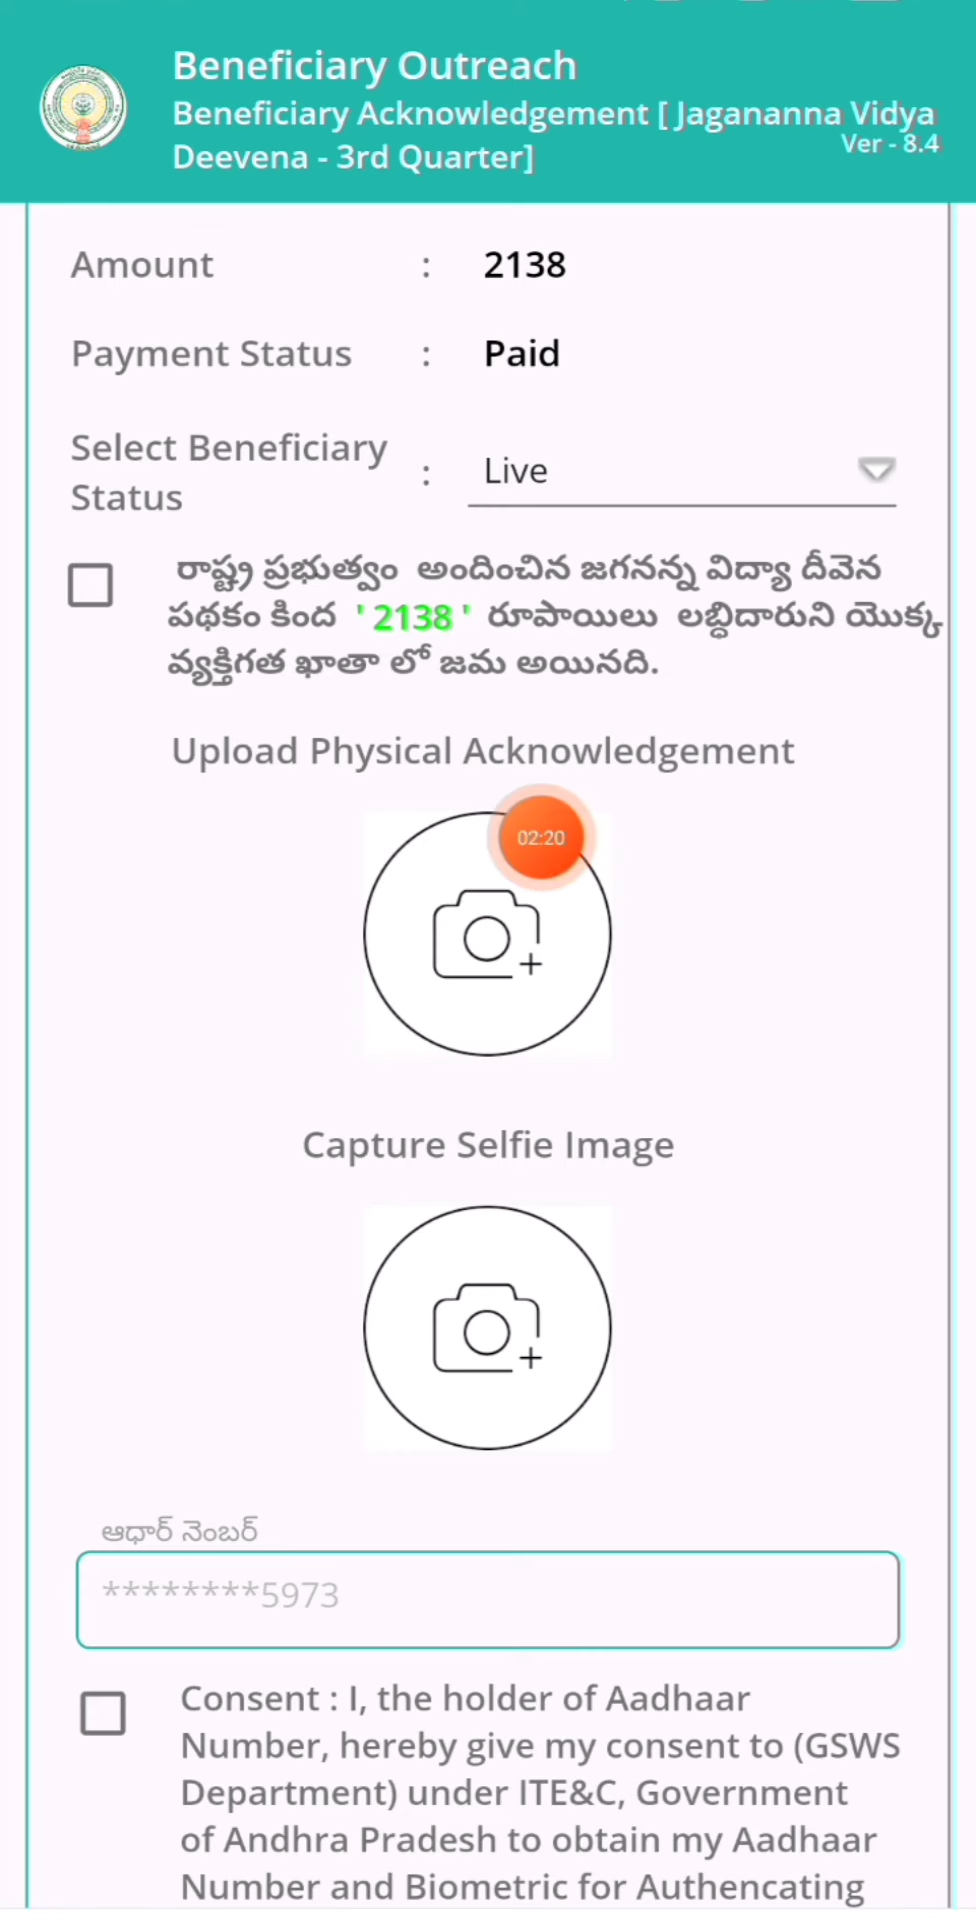 Beneficiary Outreach
Beneficiary Acknowledgement [ Jagananna Vidya
Deevena - 3rd Quarter]
Ver - 8.4
Amount : 2138
Payment Status : Paid
Select Beneficiary
Status : Live
రాష్ట్ర ప్రభుత్వం అందించిన జగనన్న విద్యా దీవెన
పథకం కింద ' 2138 ' రూపాయిలు లబ్ధిదారుని యొక్క
వ్యక్తిగత ఖాతా లో జమ అయినది.
Upload Physical Acknowledgement
02:20
Capture Selfie Image
ఆధార్ నెంబర్
********5973
Consent : I, the holder of Aadhaar
Number, hereby give my consent to (GSWS
Department) under ITE&C, Government
of Andhra Pradesh to obtain my Aadhaar
Number and Biometric for Authencating